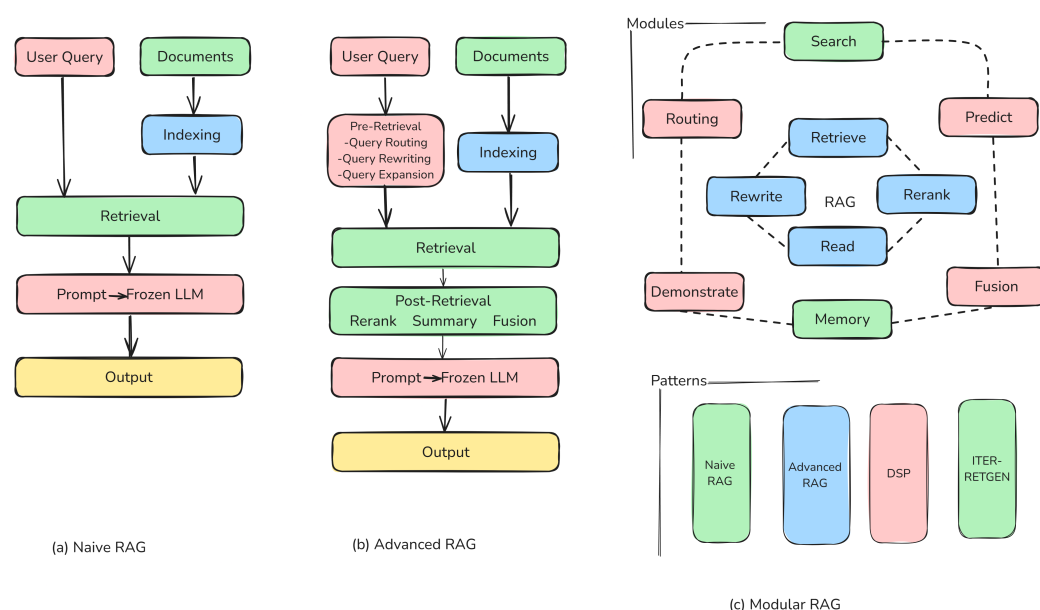 User Query
Documents
Indexing
Retrieval
Prompt
Frozen LLM
Output
(a) Naive RAG
User Query
Documents
Pre-Retrieval
-Query Routing
-Query Rewriting
-Query Expansion
Indexing
Retrieval
Post-Retrieval
Rerank Summary Fusion
Prompt
Frozen LLM
Output
(b) Advanced RAG
Modules
Search
Routing
Predict
Retrieve
Rewrite
RAG
Rerank
Read
Demonstrate
Fusion
Memory
Patterns
Naive
RAG
Advanced
RAG
DSP
ITER-
RETGEN
(c) Modular RAG